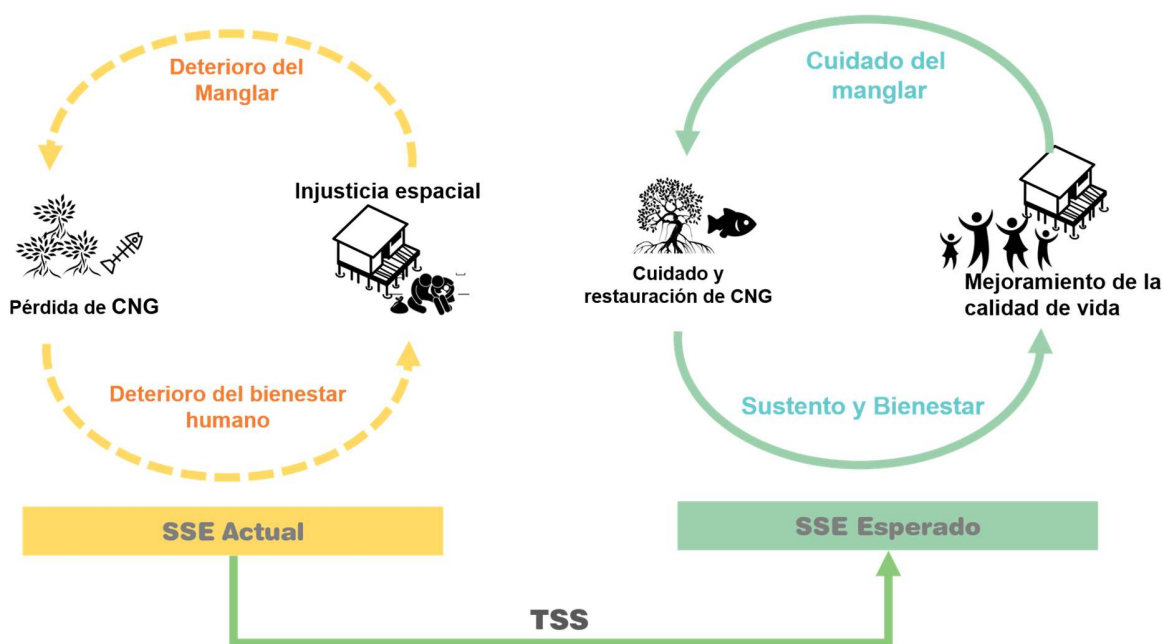 Deterioro del
Manglar
Injusticia espacial
Pérdida de CNG
Deterioro del bienestar
humano
SSE Actual
Cuidado del
manglar
Cuidado y
restauración de CNG
Mejoramiento de la
calidad de vida
Sustento y Bienestar
SSE Esperado
TSS